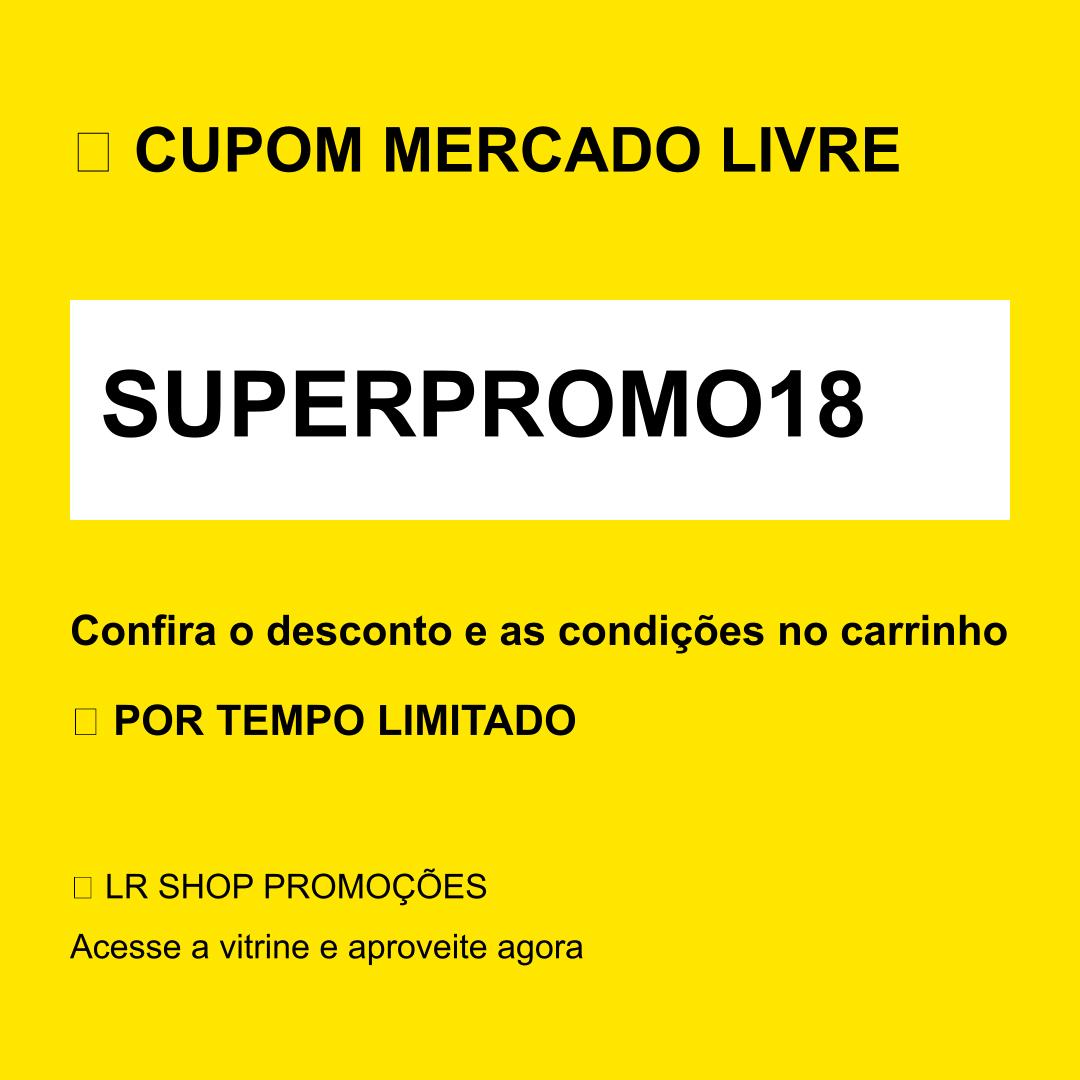 CUPOM MERCADO LIVRE
SUPERPROMO18
Confira o desconto e as condições no carrinho
POR TEMPO LIMITADO
LR SHOP PROMOÇÕES
Acesse a vitrine e aproveite agora